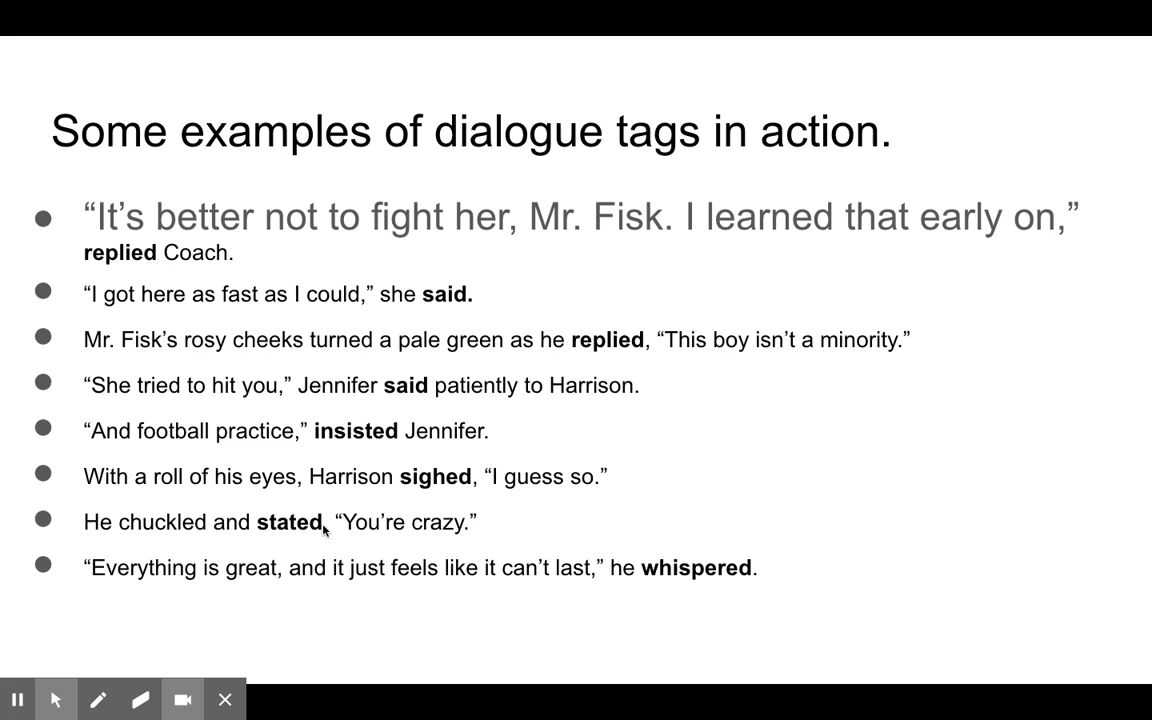 Some examples of dialogue tags in action.
● “It’s better not to fight her, Mr. Fisk. I learned that early on,”
replied Coach.
● “I got here as fast as I could,” she said.
● Mr. Fisk’s rosy cheeks turned a pale green as he replied, “This boy isn’t a minority.”
● “She tried to hit you,” Jennifer said patiently to Harrison.
● “And football practice,” insisted Jennifer.
● With a roll of his eyes, Harrison sighed, “I guess so.”
● He chuckled and stated, “You’re crazy.”
● “Everything is great, and it just feels like it can’t last,” he whispered.